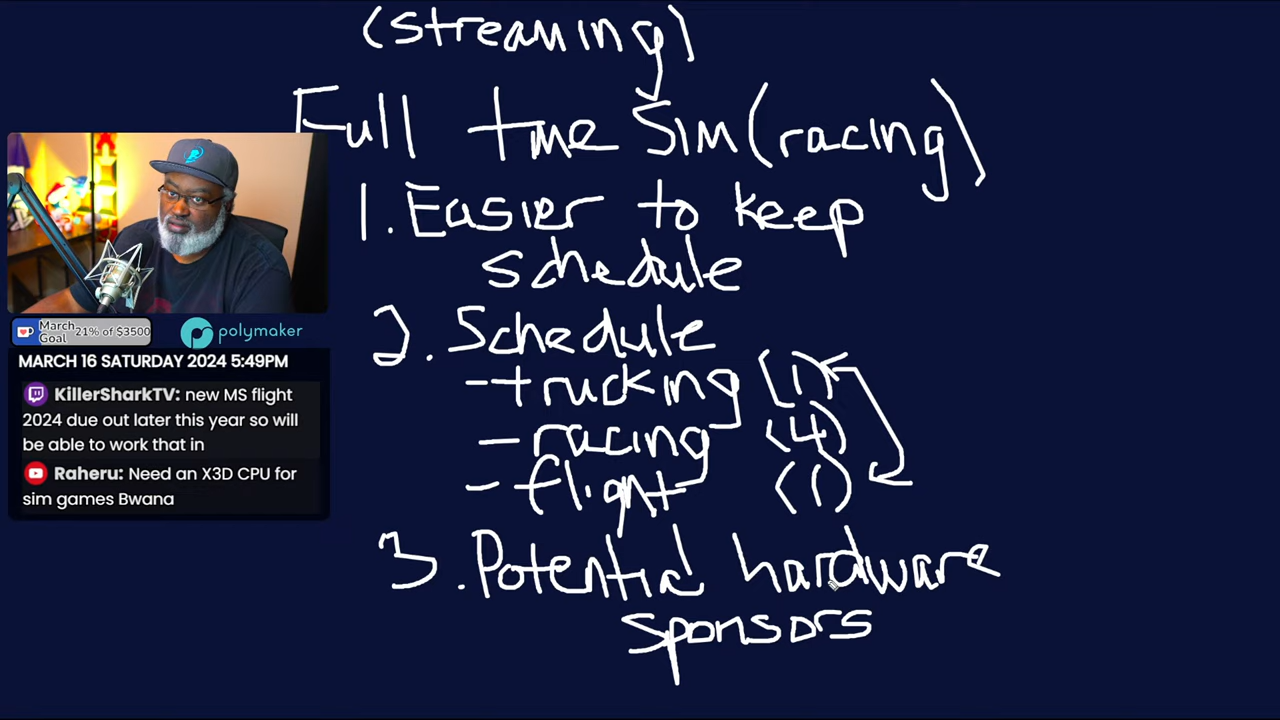 (streaming)
Full time Sim (racing)
1. Easier to keep
schedule
2. Schedule
- trucking (1)
- racing (4)
- flight (1)
3. Potential hardware
sponsors
March
Goal
21% of $3500
polymaker
MARCH 16 SATURDAY 2024 5:49PM
KillerSharkTV: new MS flight
2024 due out later this year so will
be able to work that in
Raheru: Need an X3D CPU for
sim games Bwana